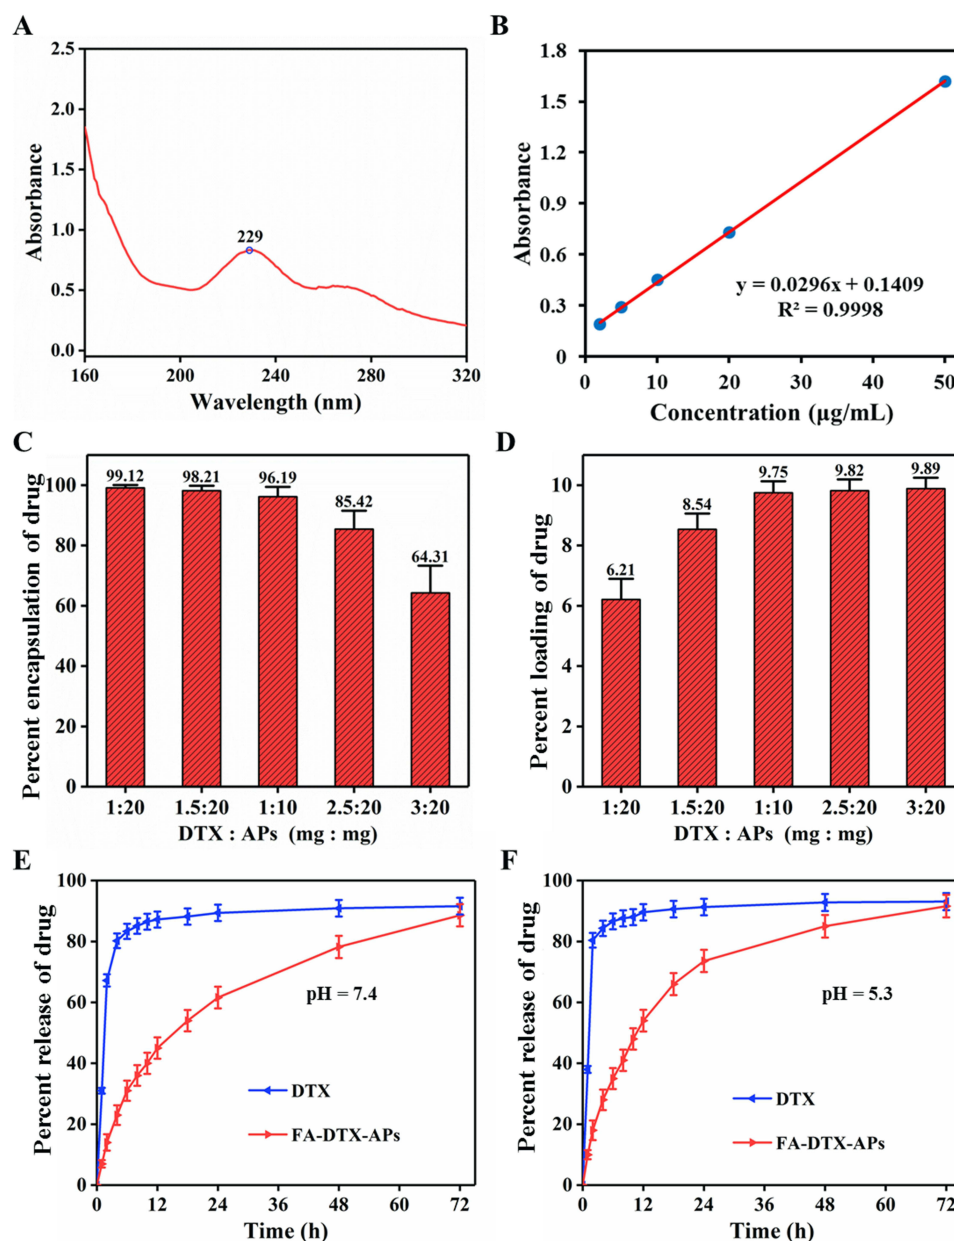 A
2.5
2.0
1.5
1.0
0.5
0.0
229
160 200 240 280 320
Absorbance
Wavelength (nm)
B
1.8
1.5
1.2
0.9
0.6
0.3
0
y = 0.0296x + 0.1409
R² = 0.9998
0 10 20 30 40 50
Absorbance
Concentration (µg/mL)
C
99.12 98.21 96.19 85.42 64.31
100
80
60
40
20
0
1:20 1.5:20 1:10 2.5:20 3:20
Percent encapsulation of drug
DTX : APs (mg : mg)
D
6.21 8.54 9.75 9.82 9.89
10
8
6
4
2
0
1:20 1.5:20 1:10 2.5:20 3:20
Percent loading of drug
DTX : APs (mg : mg)
E
100
80
60
40
20
0
pH = 7.4
DTX
FA-DTX-APs
0 12 24 36 48 60 72
Percent release of drug
Time (h)
F
100
80
60
40
20
0
pH = 5.3
DTX
FA-DTX-APs
0 12 24 36 48 60 72
Percent release of drug
Time (h)